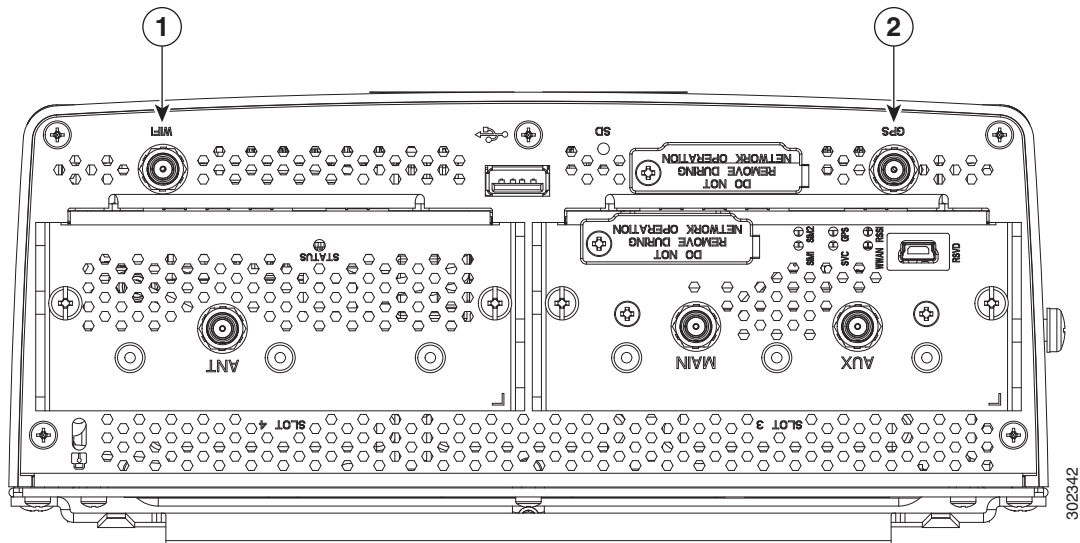 1
2
WIFI
SD
GPS
DO NOT
REMOVE DURING
NETWORK OPERATION
STATUS
DO NOT
REMOVE DURING
NETWORK OPERATION
SIM1 SIM2
SVC GPS
WWAN RSSI
RSVD
ANT
MAIN
AUX
SLOT 4
SLOT 3
302342